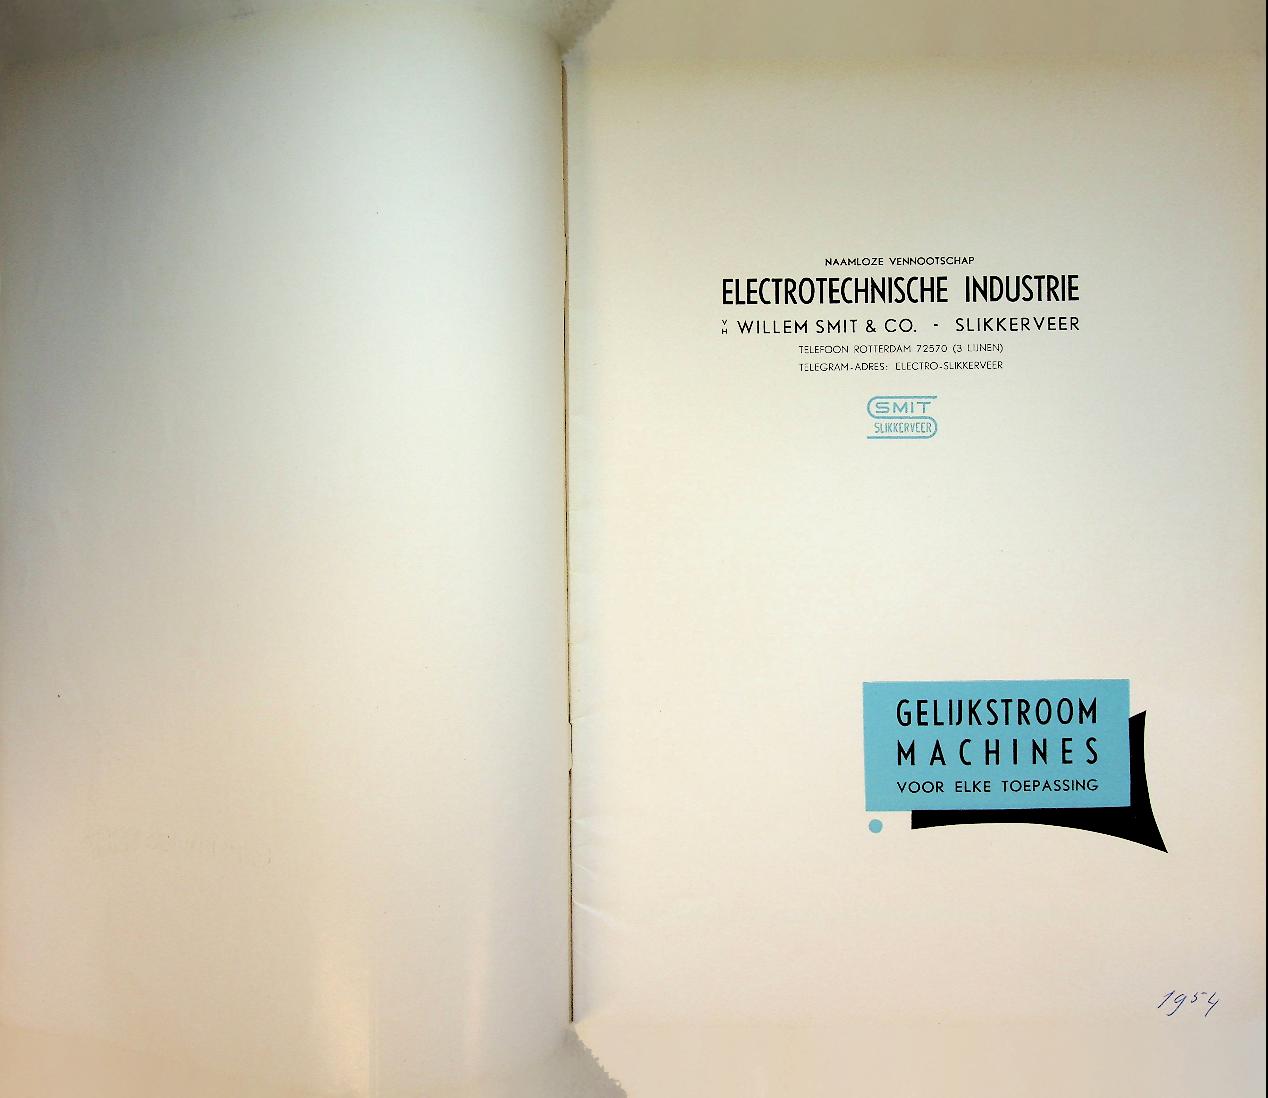 NAAMLOZE VENNOOTSCHAP
ELECTROTECHNISCHE INDUSTRIE
V/H WILLEM SMIT & CO. - SLIKKERVEER
TELEFOON ROTTERDAM 72570 (3 LIJNEN)
TELEGRAM-ADRES: ELECTRO-SLIKKERVEER
SMIT
SLIKKERVEER
GELIJKSTROOM
MACHINES
VOOR ELKE TOEPASSING
1954